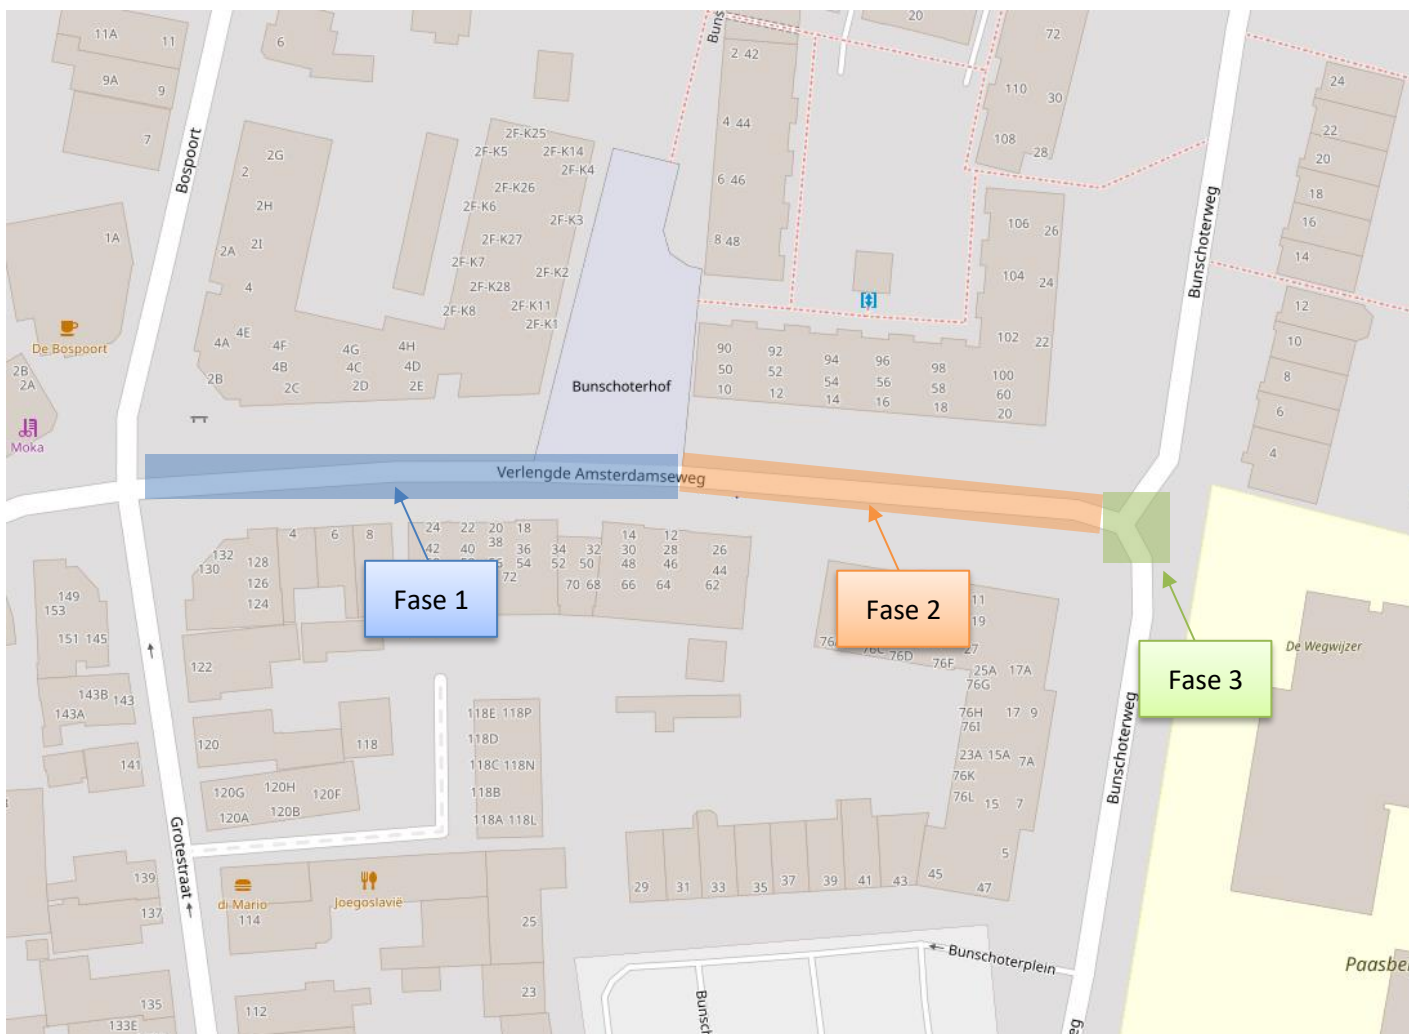 11A
11
9A
9
7
6
Bospoort
2G
2
2H
2I
2A
4
4E
4A
4F
4B
2C
2B
4G
4C
2D
4H
4D
2E
1A
De Bospoort
2B
2A
Moka
2F-K25
2F-K5
2F-K14
2F-K4
2F-K26
2F-K6
2F-K3
2F-K27
2F-K7
2F-K2
2F-K28
2F-K11
2F-K8
2F-K1
Bunschoterhof
Buns
2 42
4 44
6 46
8 48
20
72
110
30
108
28
106
26
104
24
102
22
100
60
20
90
50
10
92
52
12
94
54
14
96
56
16
98
58
18
Bunschoterweg
24
22
20
18
16
14
12
10
8
6
4
Verlengde Amsterdamseweg
Fase 1
Fase 2
Fase 3
132
130
128
126
124
4
6
8
24
42
22
40
20
38
18
36
54
72
34
52
32
50
70 68
14
30
48
66
12
28
46
64
26
44
62
149
153
151 145
143B
143
143A
141
139
137
135
133E
122
120
118
120G
120H
120F
120A
120B
118E 118P
118D
118C 118N
118B
118A 118L
Grotestraat
di Mario
114
Joegoslavië
25
23
112
11
19
27
76C
76D
76F
25A
17A
76G
76H
17
9
76I
23A
15A
7A
76K
76L
15
7
5
45
47
29
31
33
35
37
39
41
43
De Wegwijzer
Bunschoterweg
Bunschoterplein
Bunsch
Paasbe
eg